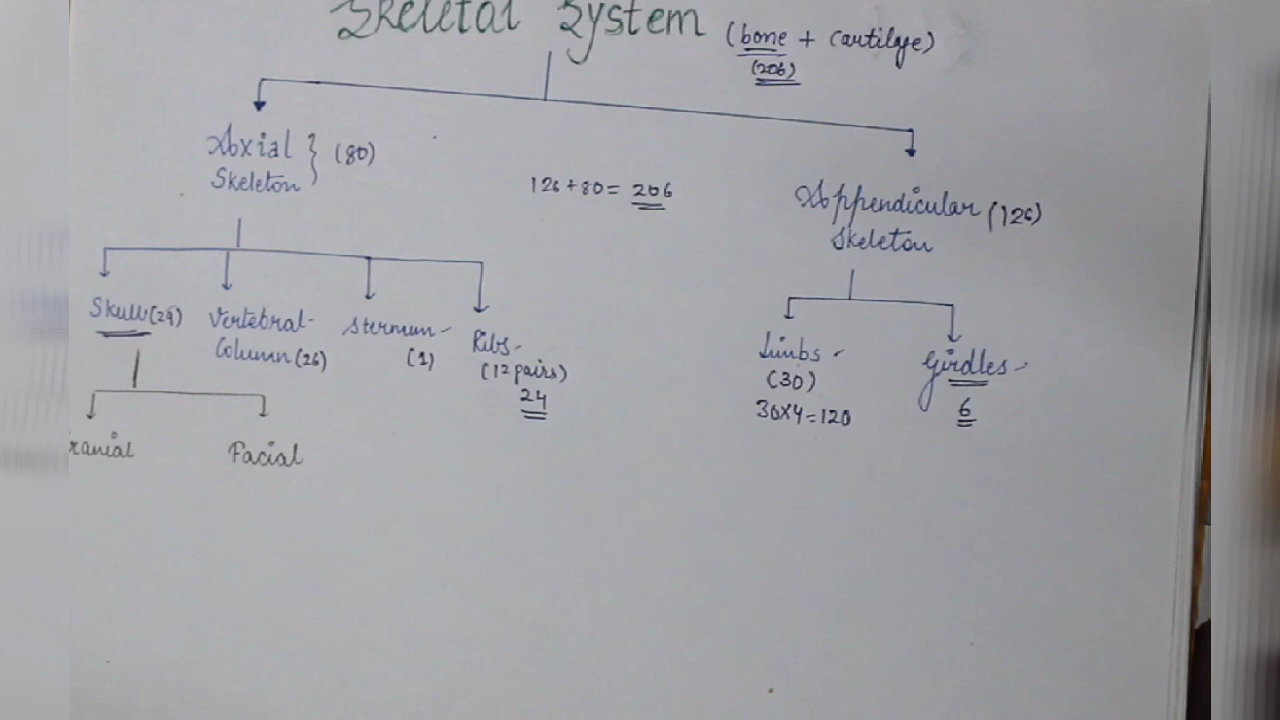 Skeletal System (bone + Cartilage)
(206)
Axial
Skeleton } (80)
126+80= 206
Appendicular (126)
Skeleton
Skull (29)
Vertebral-
Column (26)
Sternum-
(1)
Ribs-
(12 pairs)
24
Limbs -
(30)
30x4=120
Girdles-
6
ranial
Facial